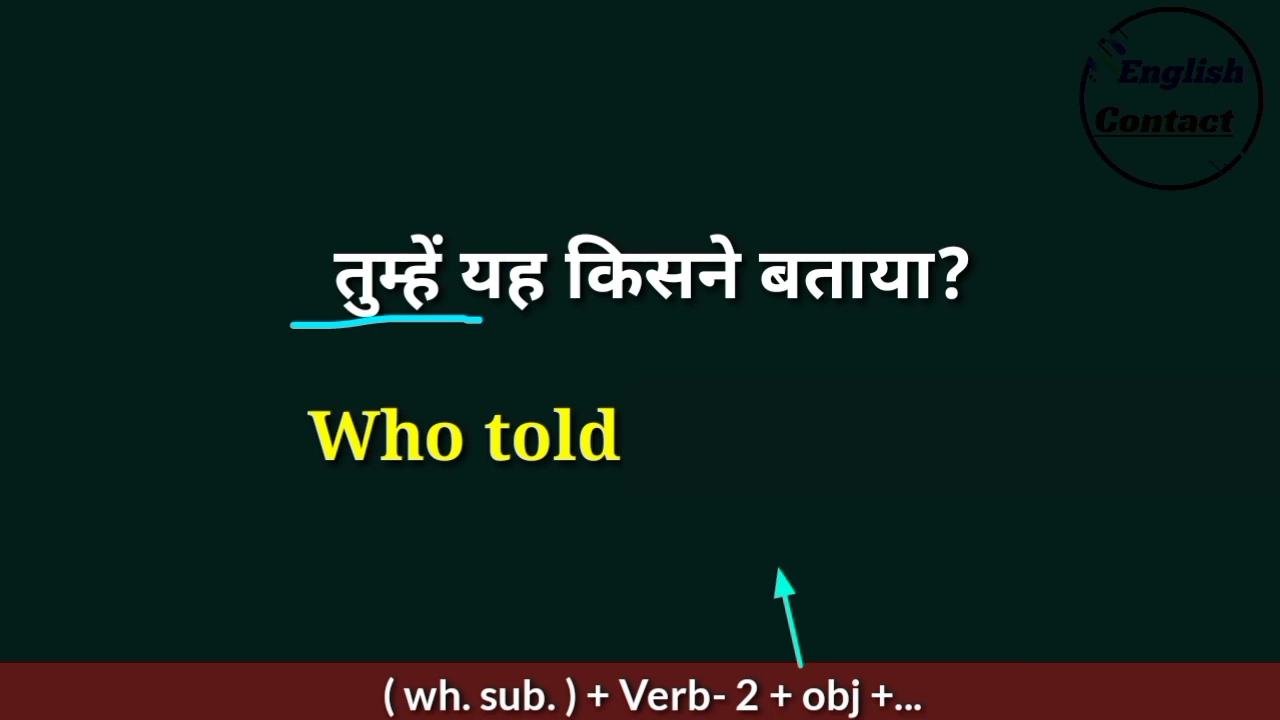 English
Contact
तुम्हें यह किसने बताया?
Who told
( wh. sub. ) + Verb- 2 + obj +...